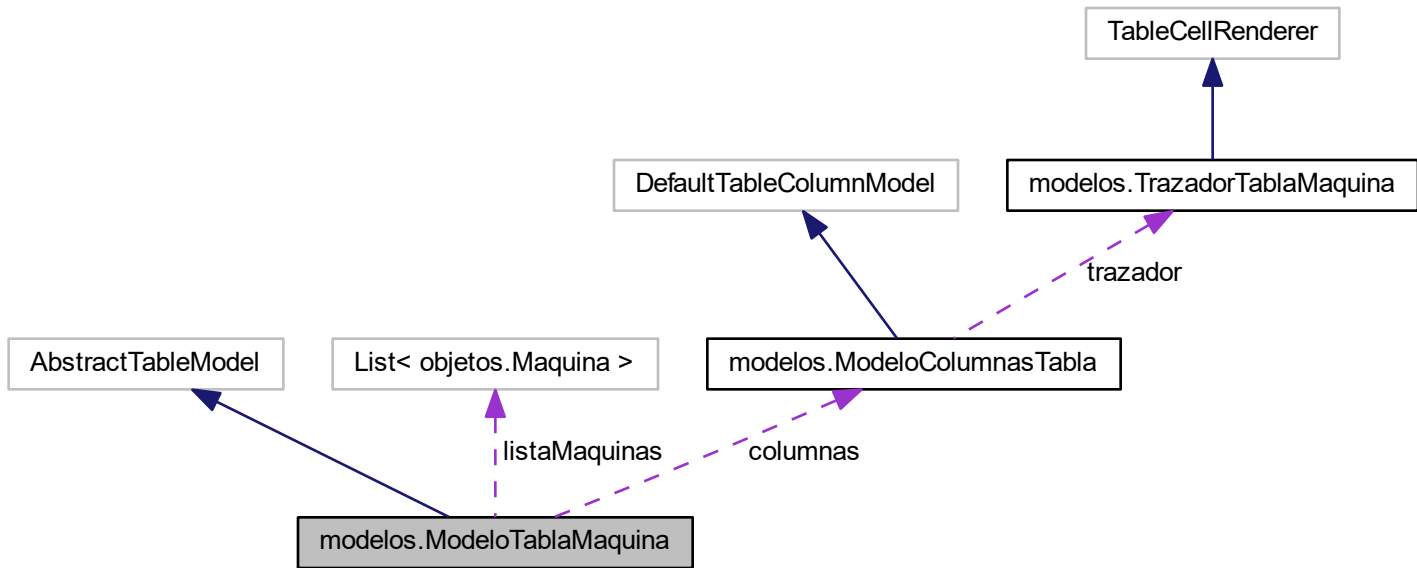 TableCellRenderer
DefaultTableColumnModel
modelos.TrazadorTablaMaquina
trazador
AbstractTableModel
List< objetos.Maquina >
modelos.ModeloColumnasTabla
listaMaquinas
columnas
modelos.ModeloTablaMaquina